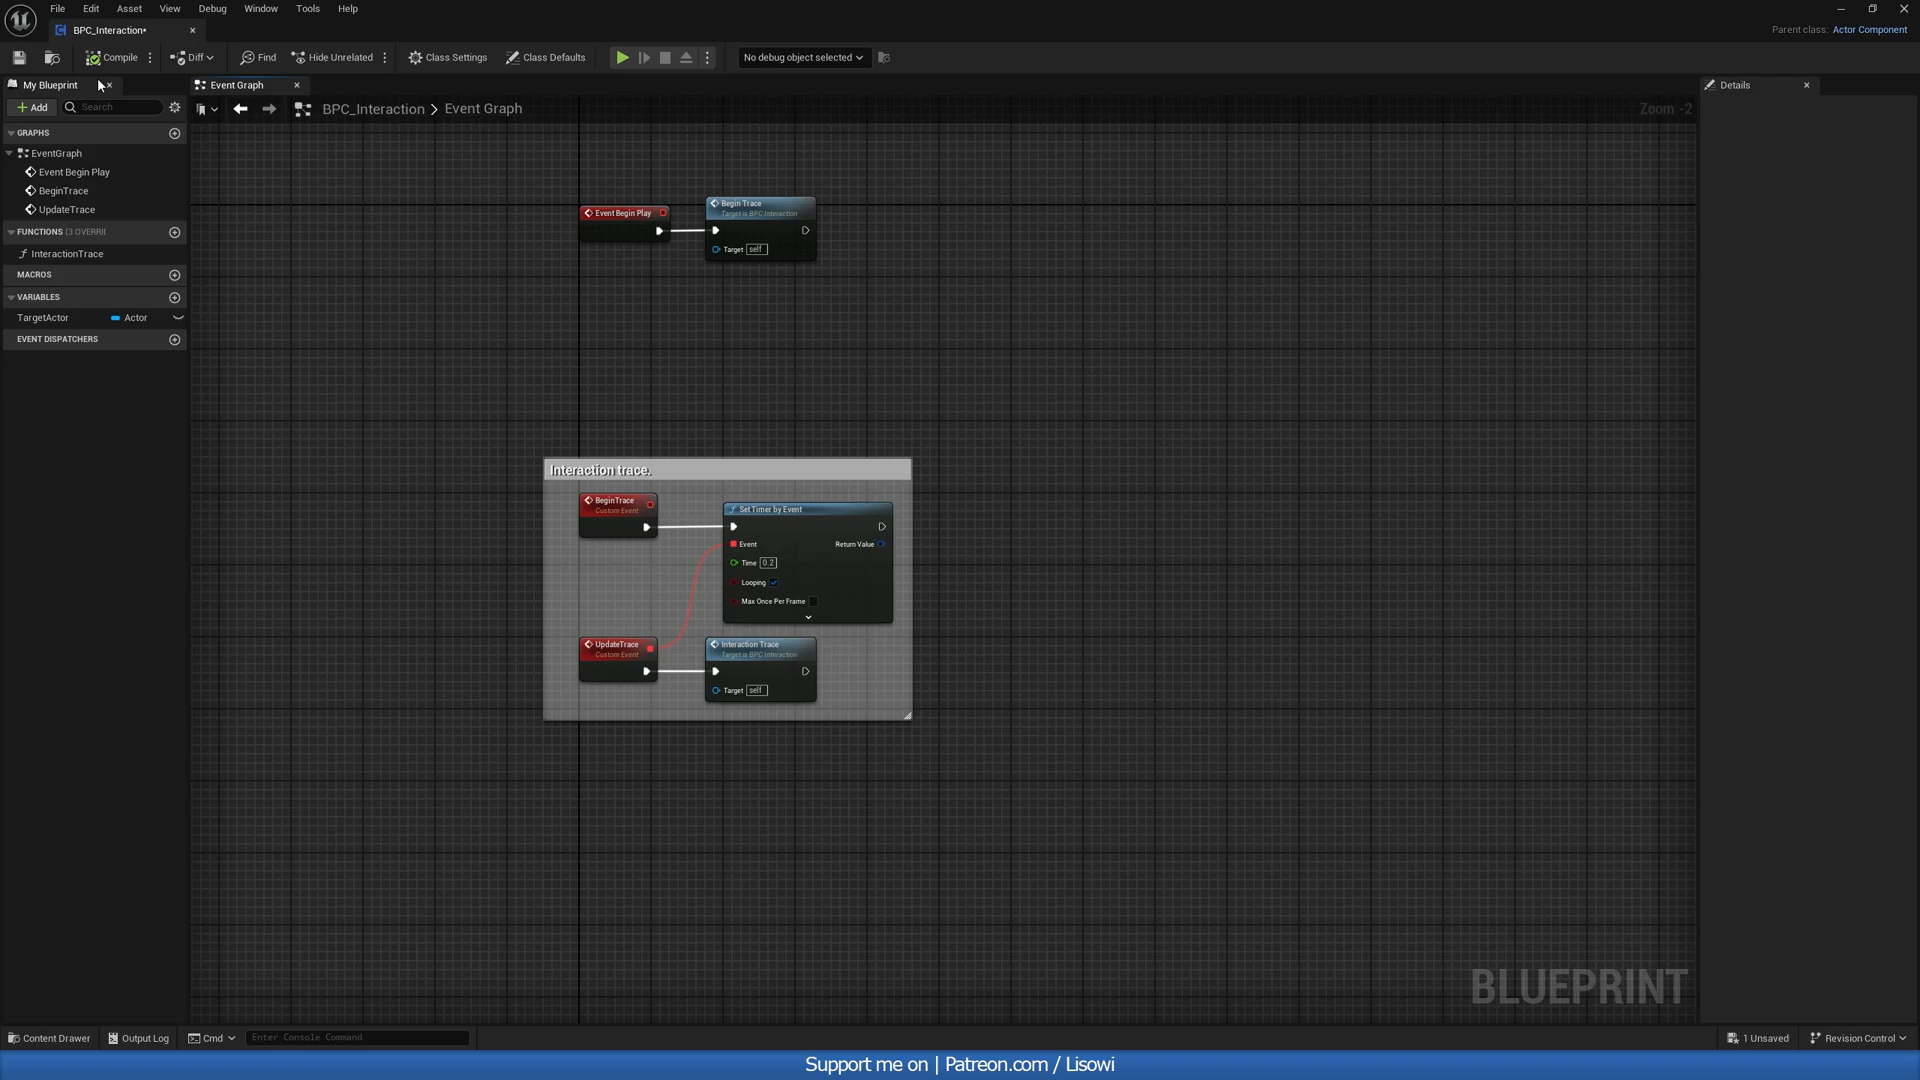 File Edit Asset View Debug Window Tools Help
BPC_Interaction•
Parent class: Actor Component
Compile Diff Find Hide Unrelated Class Settings Class Defaults No debug object selected
My Blueprint
Event Graph
Details
Add Search
BPC_Interaction > Event Graph
Zoom -2
GRAPHS
EventGraph
Event Begin Play
BeginTrace
UpdateTrace
FUNCTIONS (3 OVERRI
InteractionTrace
MACROS
VARIABLES
TargetActor Actor
EVENT DISPATCHERS
Event Begin Play
Begin Trace
Target is BPC Interaction
Target self
Interaction trace.
BeginTrace
Custom Event
Set Timer by Event
Event Return Value
Time 0.2
Looping
Max Once Per Frame
UpdateTrace
Custom Event
Interaction Trace
Target is BPC Interaction
Target self
BLUEPRINT
Content Drawer Output Log Cmd Enter Console Command
1 Unsaved Revision Control
Support me on | Patreon.com / Lisowi